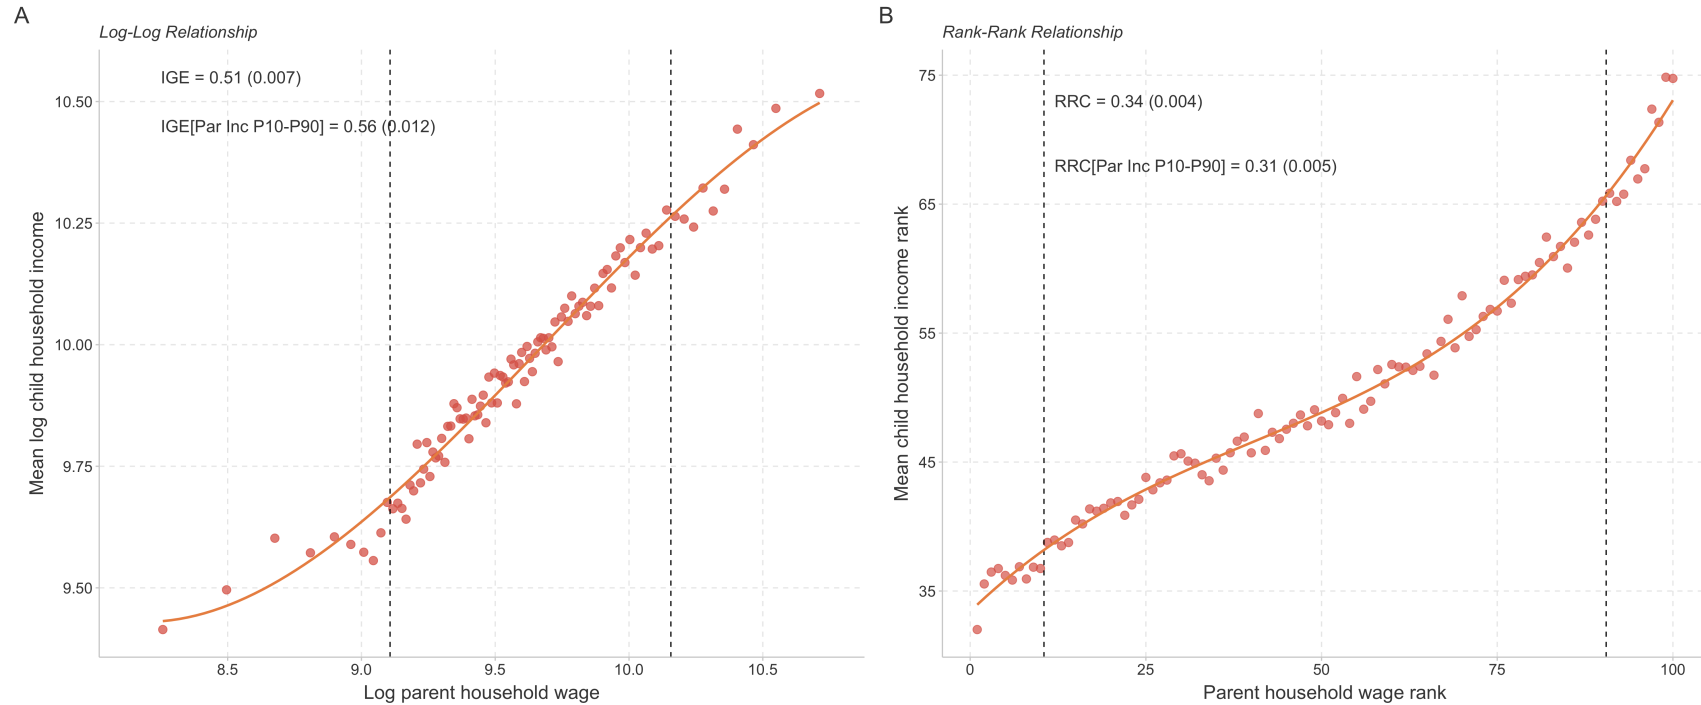 A
Log-Log Relationship
IGE = 0.51 (0.007)
IGE[Par Inc P10-P90] = 0.56 (0.012)
10.50
10.25
10.00
9.75
9.50
Mean log child household income
8.5 9.0 9.5 10.0 10.5
Log parent household wage
B
Rank-Rank Relationship
RRC = 0.34 (0.004)
RRC[Par Inc P10-P90] = 0.31 (0.005)
75
65
55
45
35
Mean child household income rank
0 25 50 75 100
Parent household wage rank